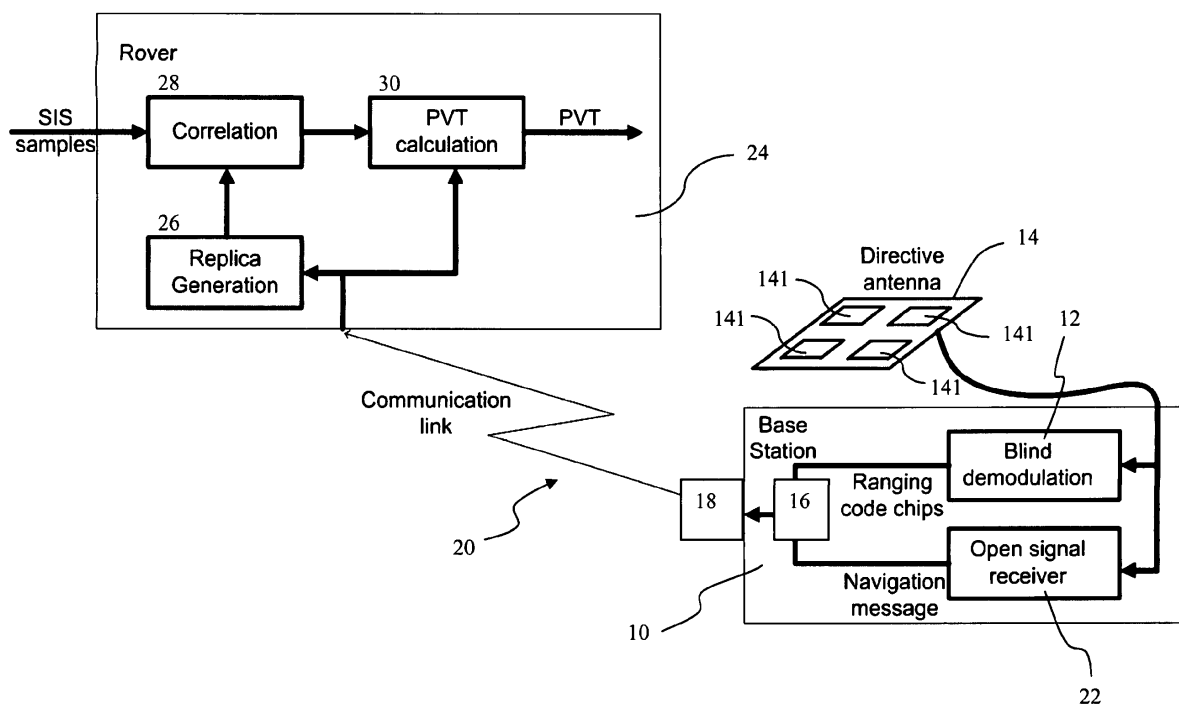 Rover
28
30
SIS
samples
Correlation
PVT
calculation
PVT
24
26
Replica
Generation
Directive
antenna
14
141
141
141
141
12
Communication
link
Base
Station
Blind
demodulation
Ranging
code chips
18
16
20
Open signal
receiver
Navigation
message
10
22